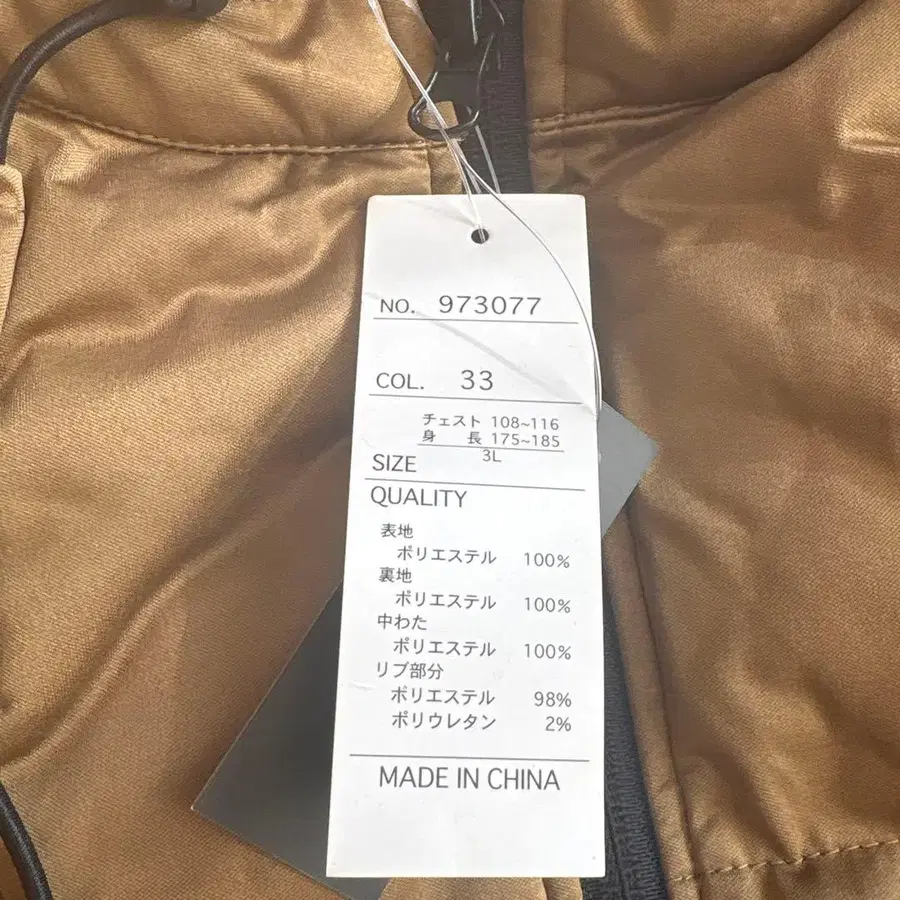 NO. 973077
COL. 33
チェスト 108~116
身 長 175~185
3L
SIZE
QUALITY
表地
ポリエステル 100%
裏地
ポリエステル 100%
中わた
ポリエステル 100%
リブ部分
ポリエステル 98%
ポリウレタン 2%
MADE IN CHINA